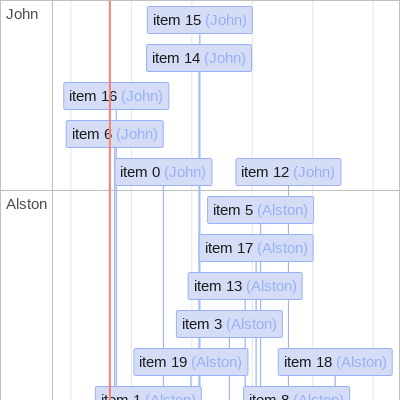 John
item 15 (John)
item 14 (John)
item 16 (John)
item 6 (John)
item 0 (John)
item 12 (John)
Alston
item 5 (Alston)
item 17 (Alston)
item 13 (Alston)
item 3 (Alston)
item 19 (Alston)
item 18 (Alston)
item 1 (Alston)
item 8 (Alston)